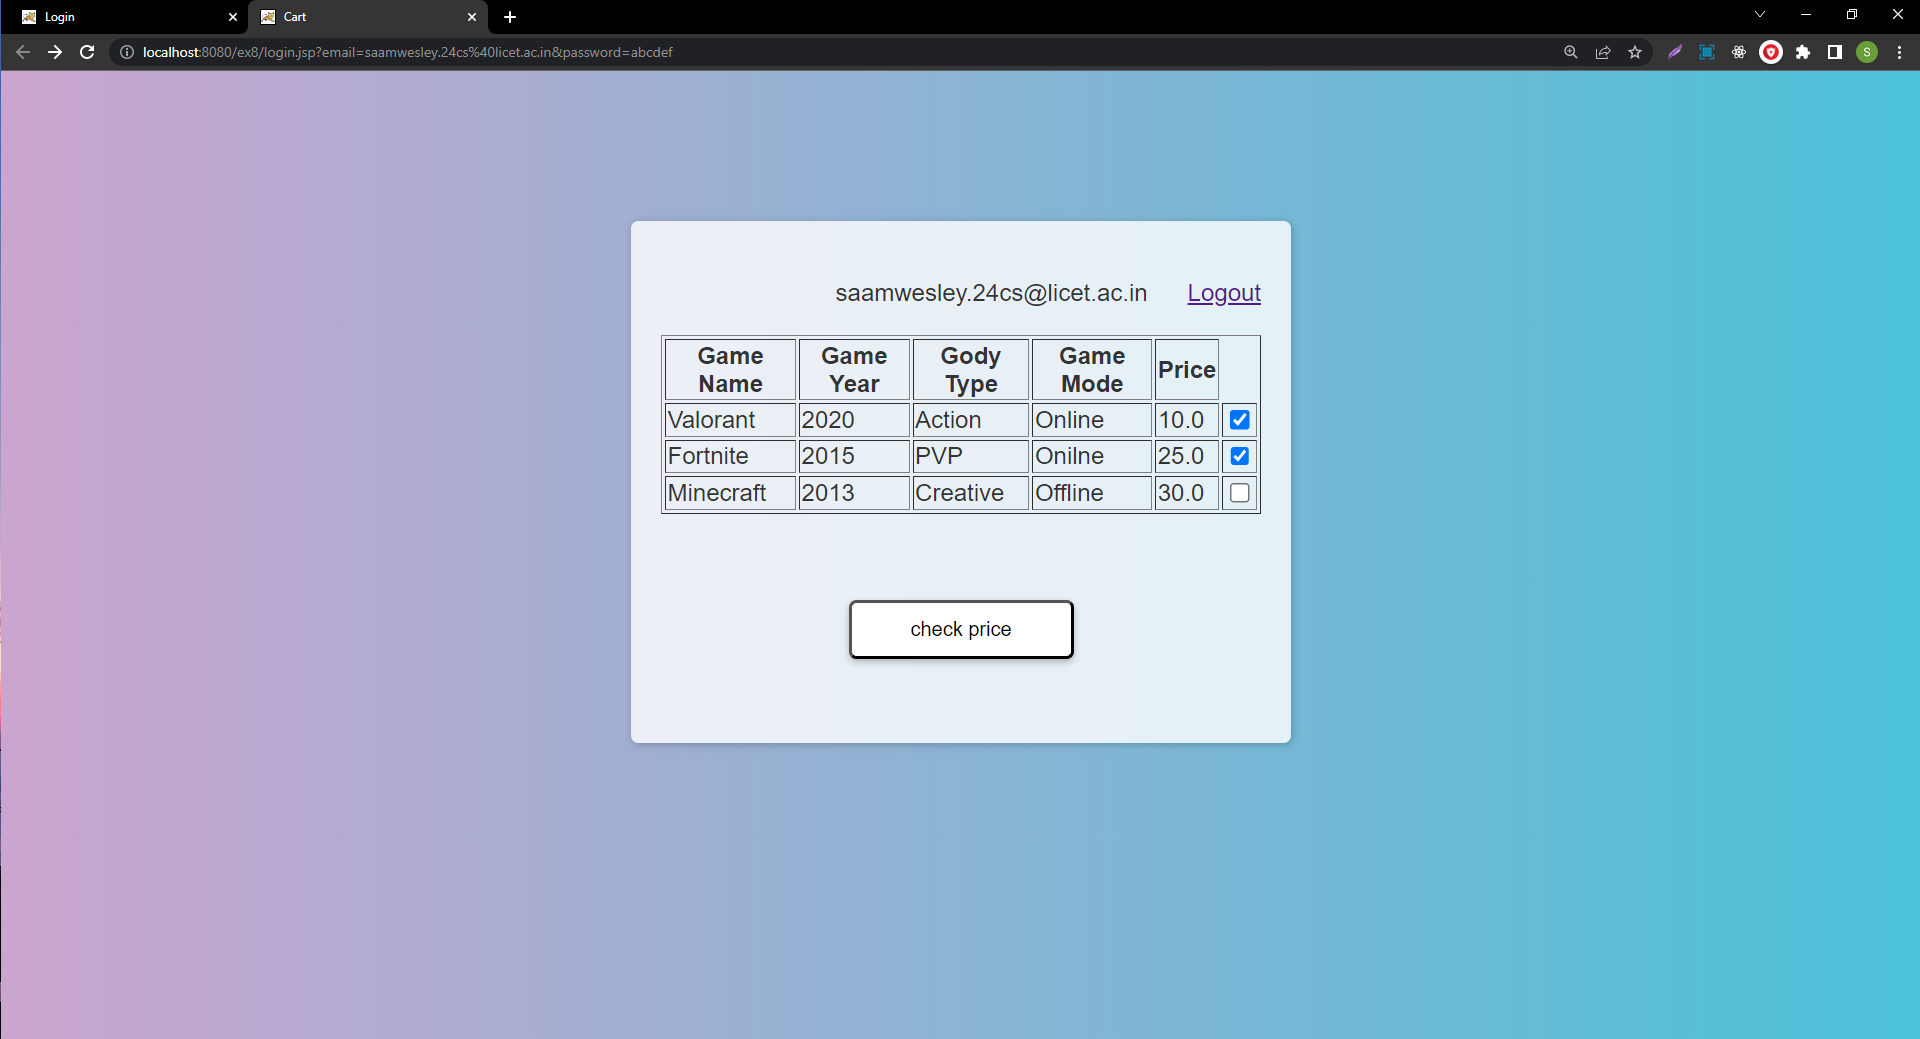 Login
Cart
localhost:8080/ex8/login.jsp?email=saamwesley.24cs%40licet.ac.in&password=abcdef
S
saamwesley.24cs@licet.ac.in Logout
Game Name Game Year Gody Type Game Mode Price
Valorant 2020 Action Online 10.0
Fortnite 2015 PVP Onilne 25.0
Minecraft 2013 Creative Offline 30.0
check price